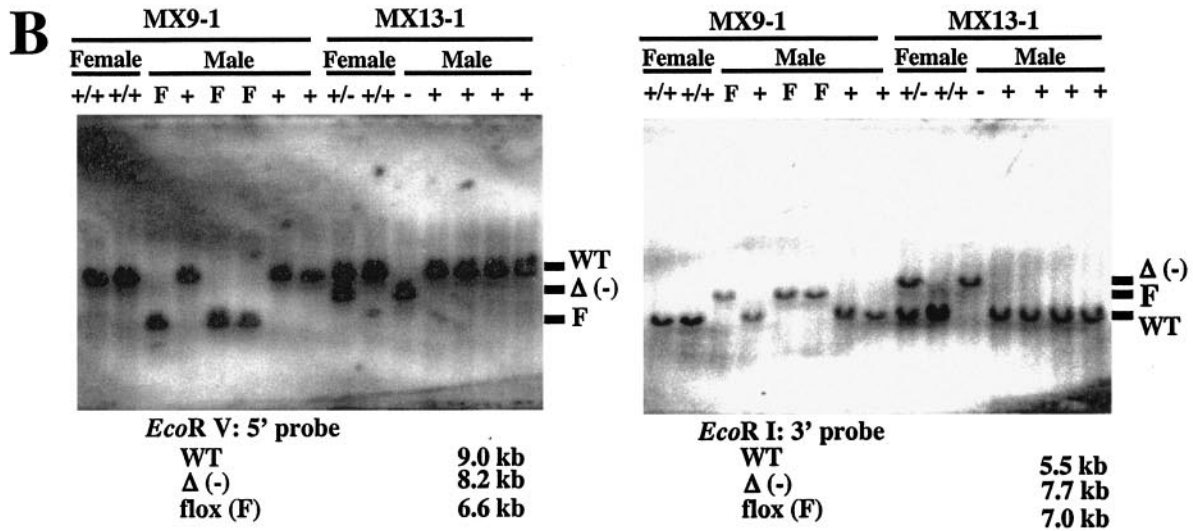 B
MX9-1 MX13-1
Female Male Female Male
+/+ +/+ F + F F + + +/- +/+ - + + + +
WT
Δ (-)
F
EcoR V: 5' probe
WT 9.0 kb
Δ (-) 8.2 kb
flox (F) 6.6 kb
MX9-1 MX13-1
Female Male Female Male
+/+ +/+ F + F F + + +/- +/+ - + + + +
Δ (-)
F
WT
EcoR I: 3' probe
WT 5.5 kb
Δ (-) 7.7 kb
flox (F) 7.0 kb